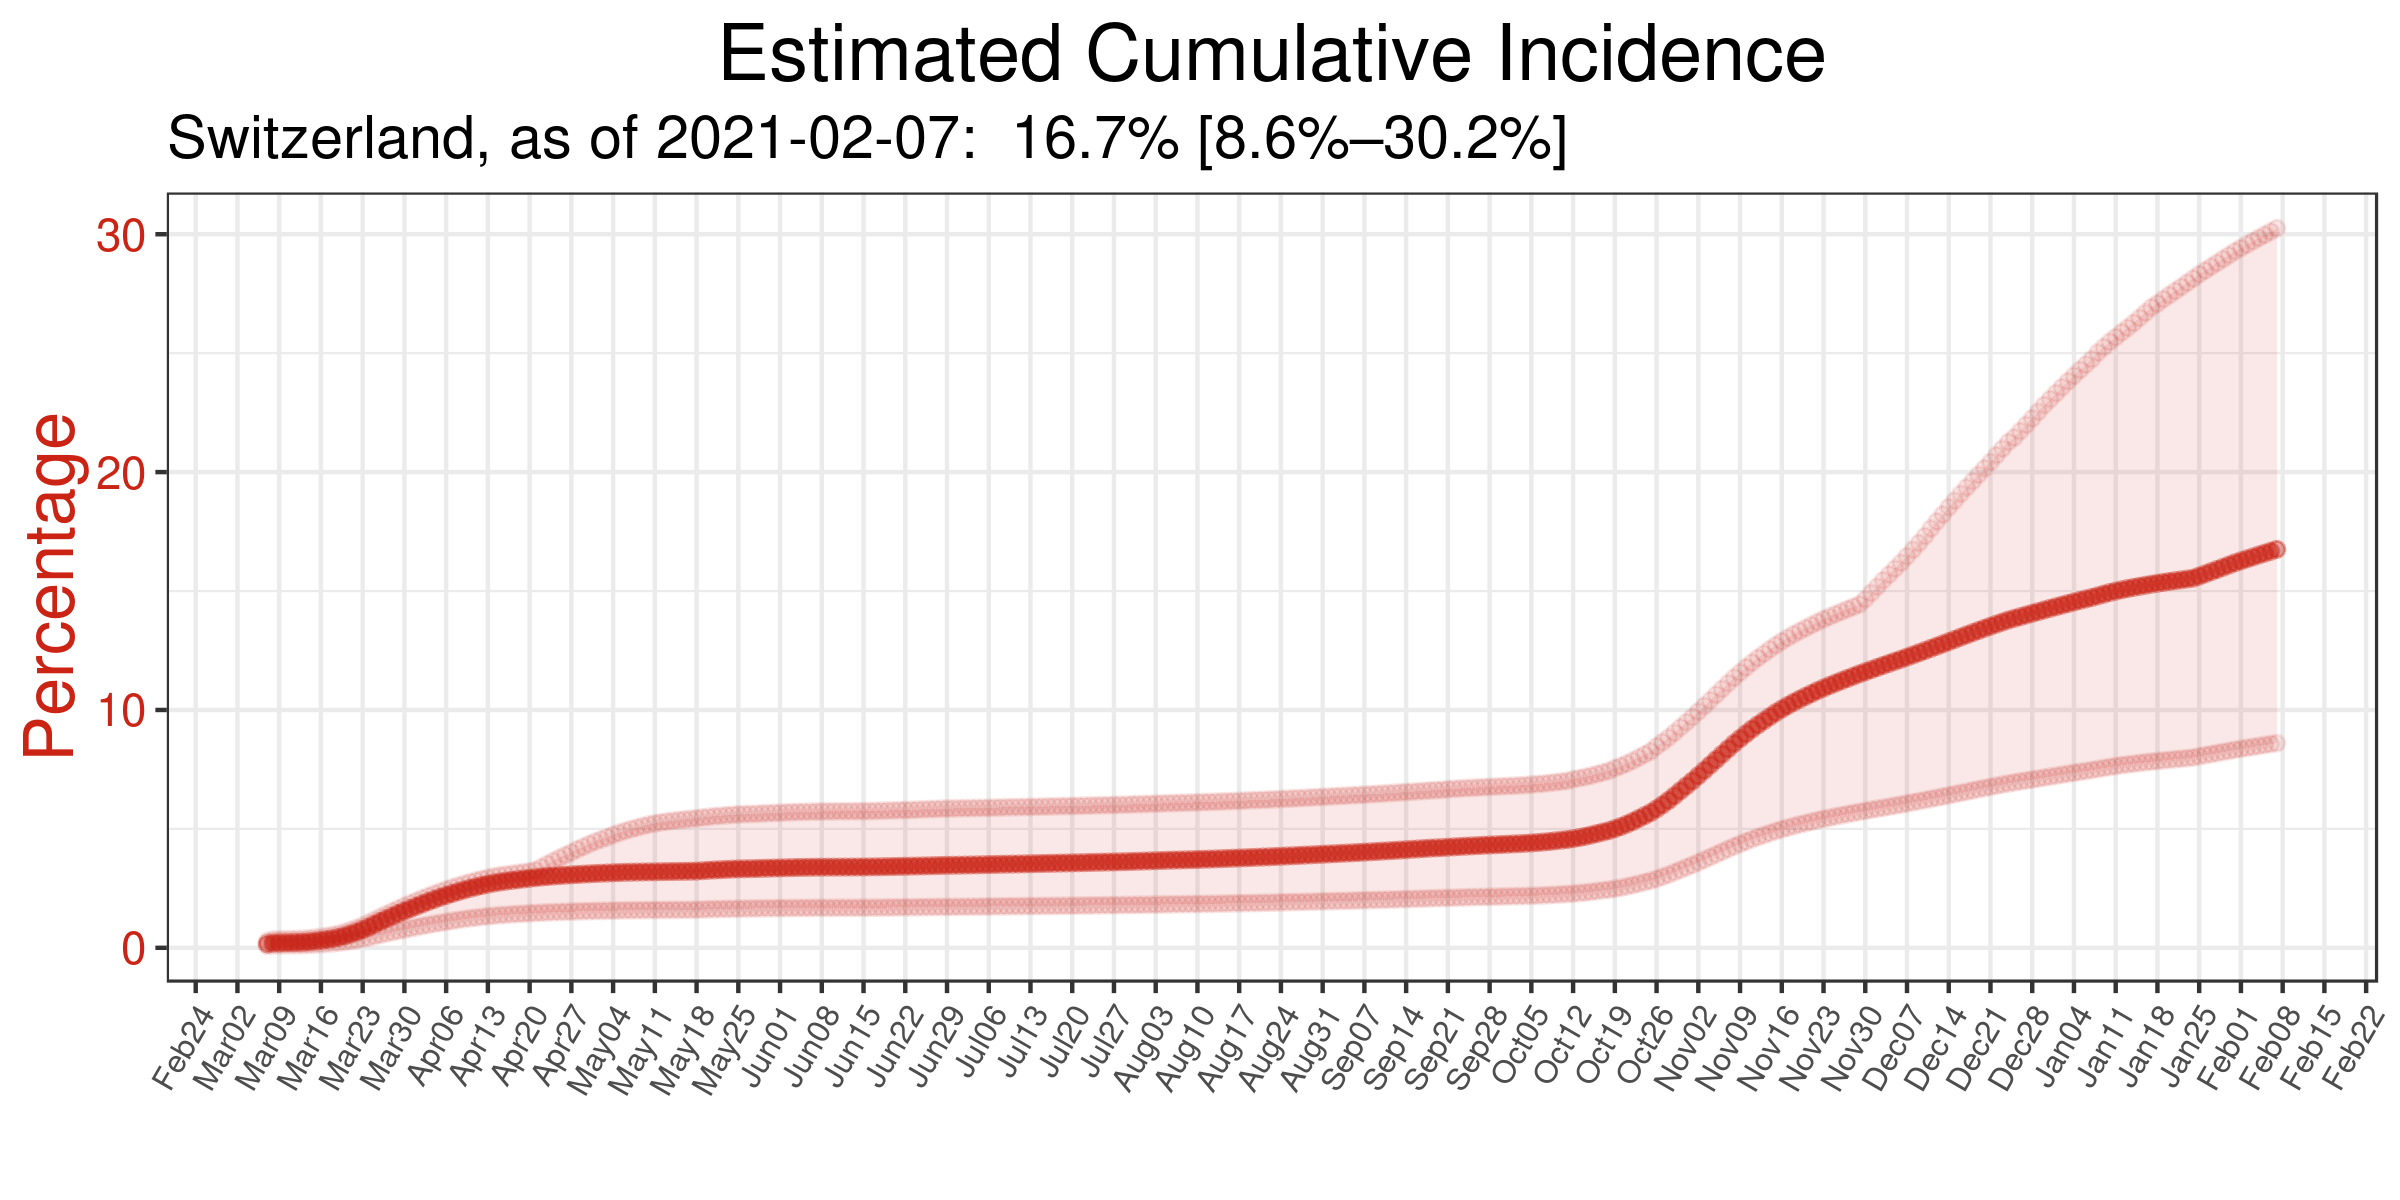 Estimated Cumulative Incidence
Switzerland, as of 2021-02-07:  16.7% [8.6%–30.2%]
Percentage
30
20
10
0
Feb24
Mar02
Mar09
Mar16
Mar23
Mar30
Apr06
Apr13
Apr20
Apr27
May04
May11
May18
May25
Jun01
Jun08
Jun15
Jun22
Jun29
Jul06
Jul13
Jul20
Jul27
Aug03
Aug10
Aug17
Aug24
Aug31
Sep07
Sep14
Sep21
Sep28
Oct05
Oct12
Oct19
Oct26
Nov02
Nov09
Nov16
Nov23
Nov30
Dec07
Dec14
Dec21
Dec28
Jan04
Jan11
Jan18
Jan25
Feb01
Feb08
Feb15
Feb22